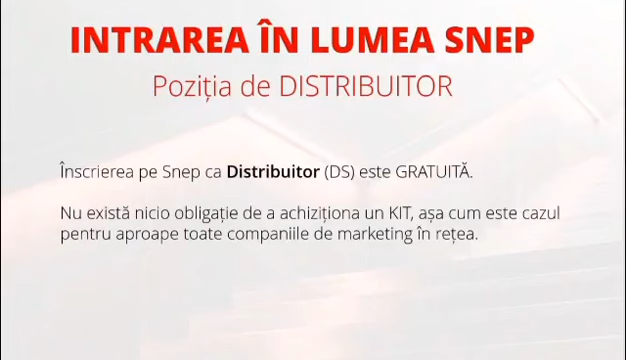 INTRAREA ÎN LUMEA SNEP
Poziția de DISTRIBUITOR
Înscrierea pe Snep ca Distribuitor (DS) este GRATUITĂ.
Nu există nicio obligație de a achiziționa un KIT, așa cum este cazul
pentru aproape toate companiile de marketing în rețea.